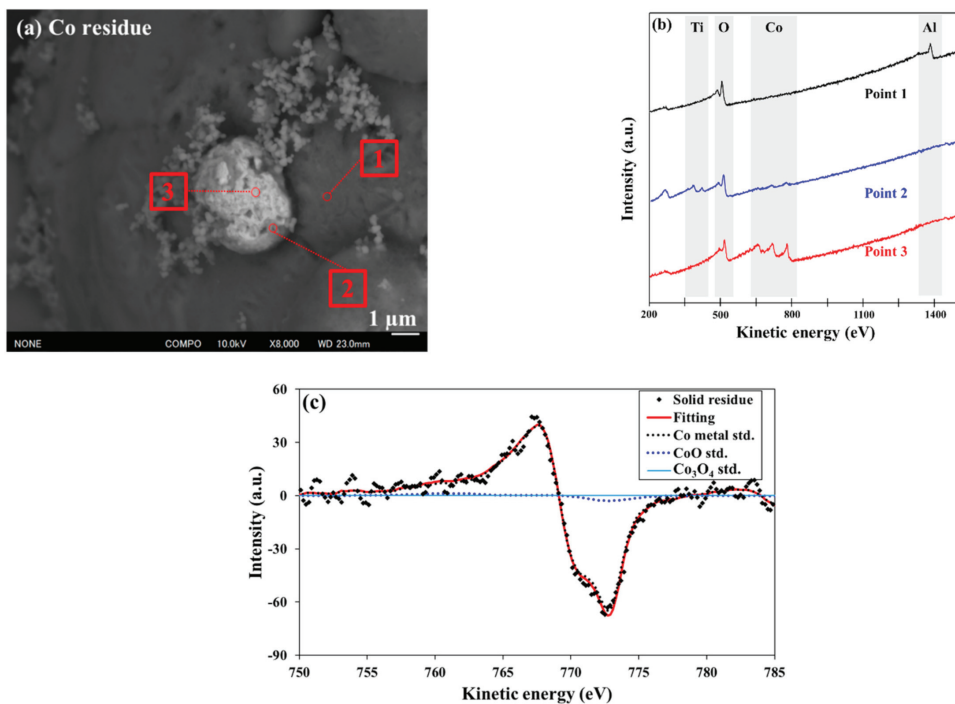 (a) Co residue
1
3
2
1 µm
NONE COMPO 10.0kV X8,000 WD 23.0mm
(b)
Ti O Co Al
Point 1
Point 2
Point 3
Intensity (a.u.)
200 500 800 1100 1400
Kinetic energy (eV)
(c)
Solid residue
Fitting
Co metal std.
CoO std.
Co₃O₄ std.
60
30
0
-30
-60
-90
Intensity (a.u.)
750 755 760 765 770 775 780 785
Kinetic energy (eV)